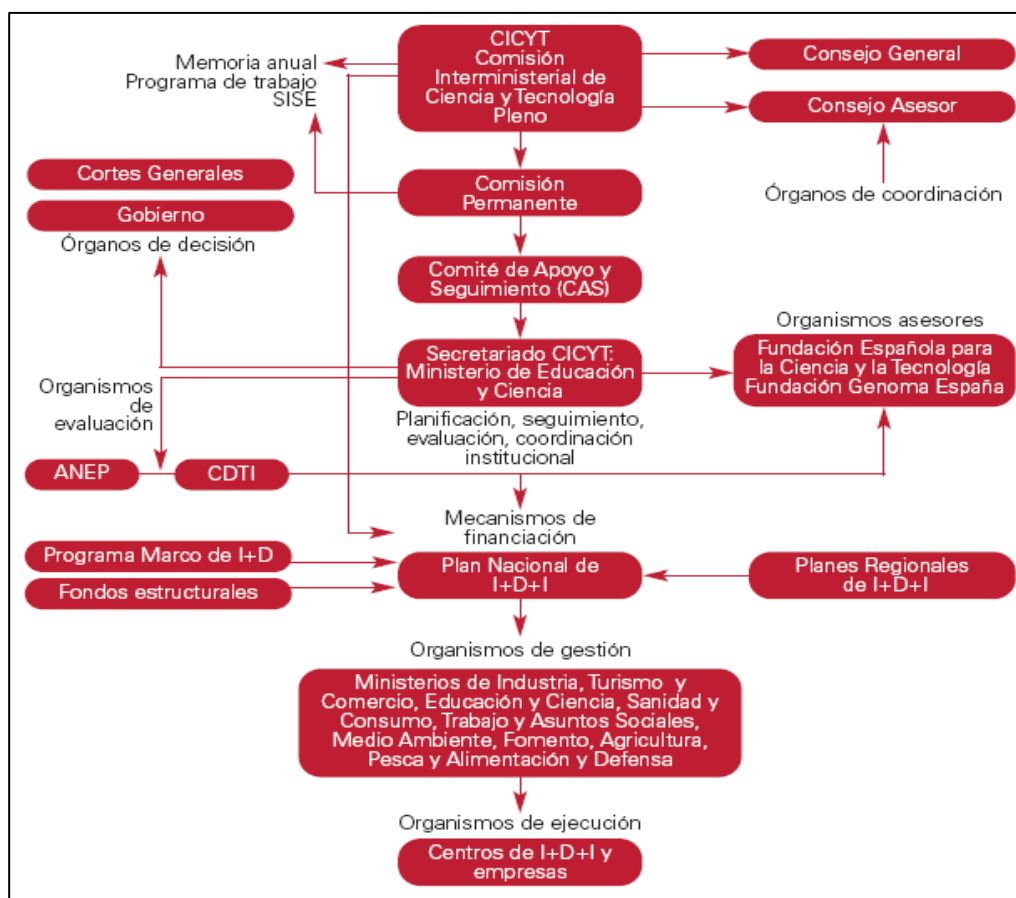 CICYT
Comisión
Interministerial de
Ciencia y Tecnología
Pleno
Consejo General
Consejo Asesor
Órganos de coordinación
Memoria anual
Programa de trabajo
SISE
Cortes Generales
Gobierno
Órganos de decisión
Comisión
Permanente
Comité de Apoyo y
Seguimiento (CAS)
Secretariado CICYT:
Ministerio de Educación
y Ciencia
Planificación, seguimiento,
evaluación, coordinación
institucional
Organismos asesores
Fundación Española para
la Ciencia y la Tecnología
Fundación Genoma España
Organismos
de
evaluación
ANEP
CDTI
Mecanismos de
financiación
Programa Marco de I+D
Fondos estructurales
Plan Nacional de
I+D+I
Planes Regionales
de I+D+I
Organismos de gestión
Ministerios de Industria, Turismo y
Comercio, Educación y Ciencia, Sanidad y
Consumo, Trabajo y Asuntos Sociales,
Medio Ambiente, Fomento, Agricultura,
Pesca y Alimentación y Defensa
Organismos de ejecución
Centros de I+D+I y
empresas